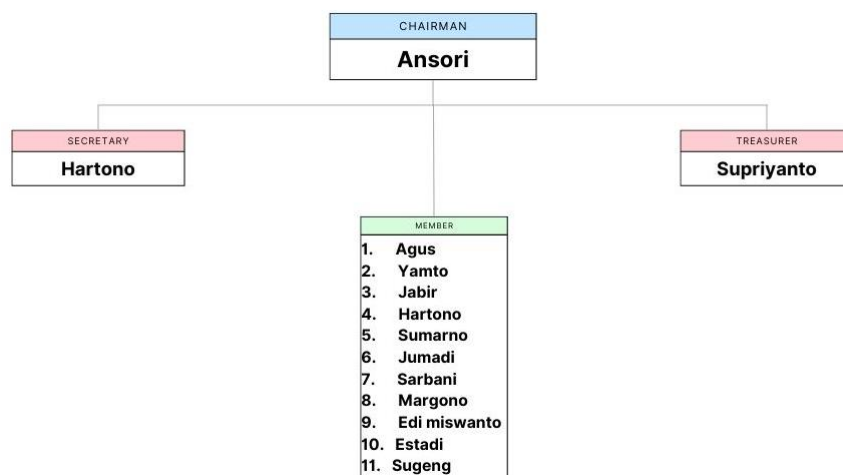 CHAIRMAN
Ansori
SECRETARY
Hartono
TREASURER
Supriyanto
MEMBER
1. Agus
2. Yamto
3. Jabir
4. Hartono
5. Sumarno
6. Jumadi
7. Sarbani
8. Margono
9. Edi miswanto
10. Estadi
11. Sugeng